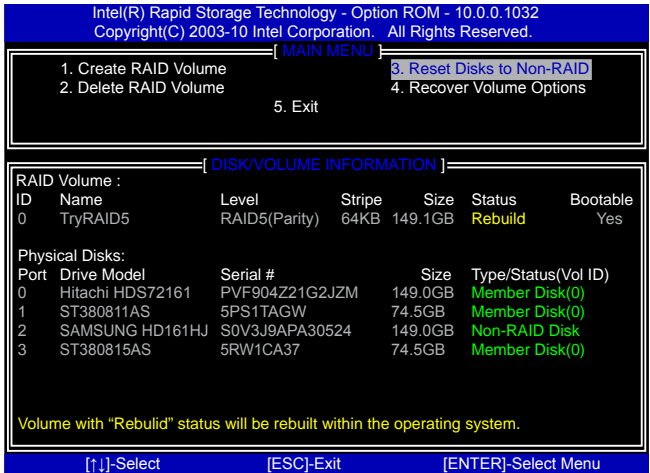 Intel(R) Rapid Storage Technology - Option ROM - 10.0.0.1032
Copyright(C) 2003-10 Intel Corporation. All Rights Reserved.
[ MAIN MENU ]
1. Create RAID Volume 3. Reset Disks to Non-RAID
2. Delete RAID Volume 4. Recover Volume Options
5. Exit
[ DISK/VOLUME INFORMATION ]
RAID Volume :
ID Name Level Stripe Size Status Bootable
0 TryRAID5 RAID5(Parity) 64KB 149.1GB Rebuild Yes
Physical Disks:
Port Drive Model Serial # Size Type/Status(Vol ID)
0 Hitachi HDS72161 PVF904Z21G2JZM 149.0GB Member Disk(0)
1 ST380811AS 5PS1TAGW 74.5GB Member Disk(0)
2 SAMSUNG HD161HJ S0V3J9APA30524 149.0GB Non-RAID Disk
3 ST380815AS 5RW1CA37 74.5GB Member Disk(0)
Volume with “Rebulid” status will be rebuilt within the operating system.
[↑↓]-Select [ESC]-Exit [ENTER]-Select Menu